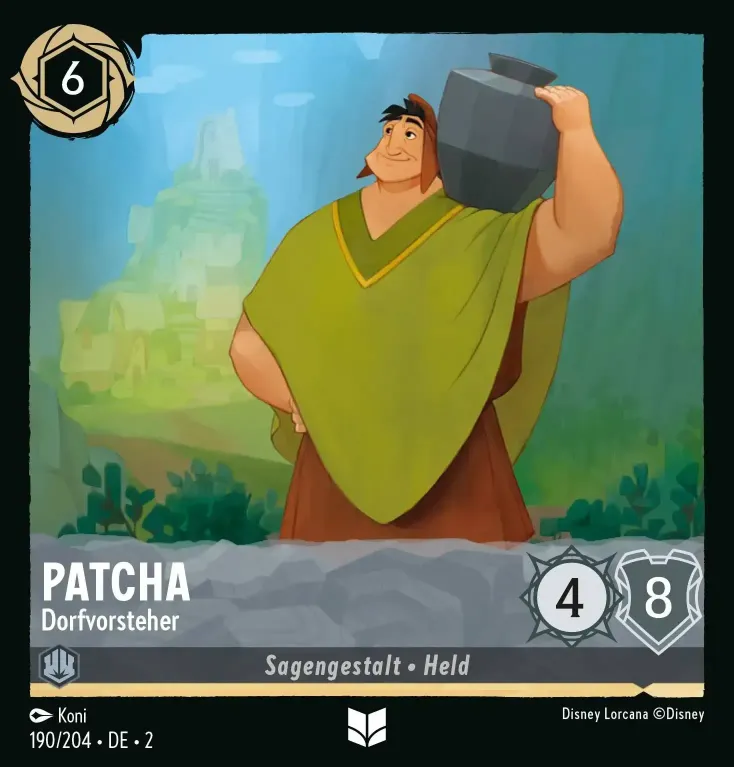 6
PATCHA
Dorfvorsteher
4
8
Sagengestalt • Held
Koni
Disney Lorcana ©Disney
190/204 • DE • 2